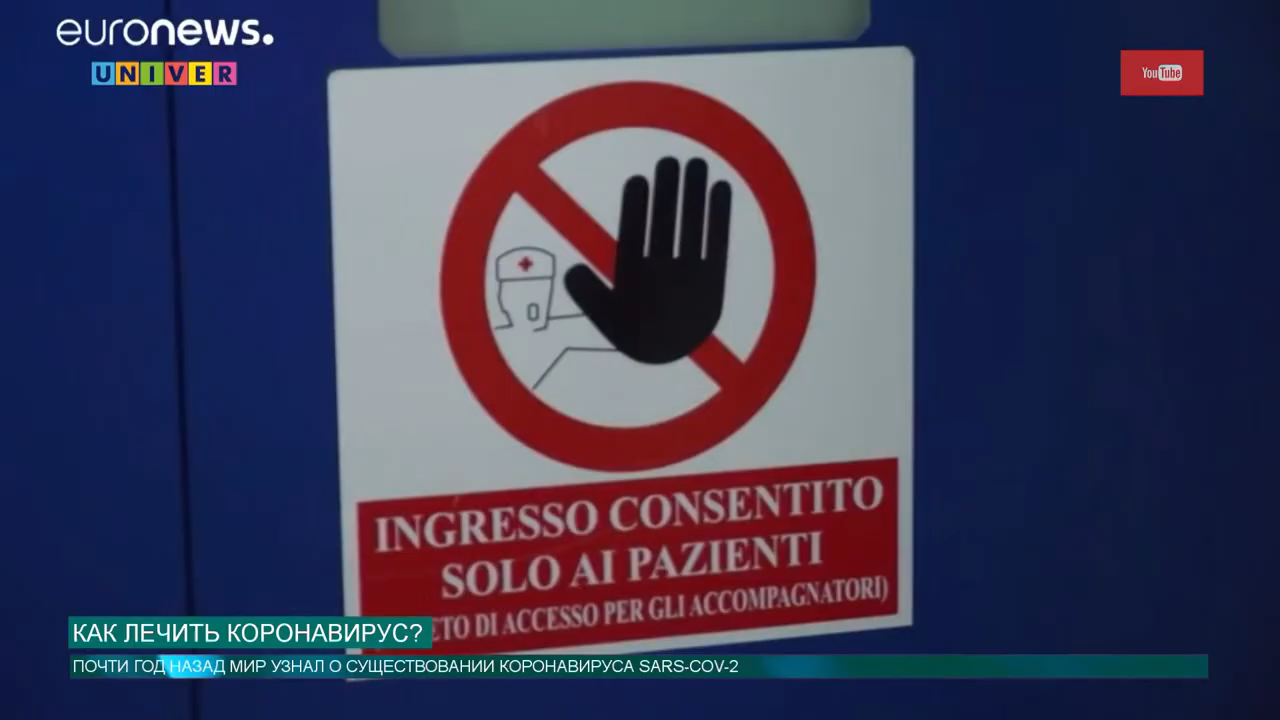 euronews.
UNIVER
YouTube
INGRESSO CONSENTITO
SOLO AI PAZIENTI
DI ACCESSO PER GLI ACCOMPAGNATORI)
КАК ЛЕЧИТЬ КОРОНАВИРУС?
ПОЧТИ ГОД НАЗАД МИР УЗНАЛ О СУЩЕСТВОВАНИИ КОРОНАВИРУСА SARS-COV-2